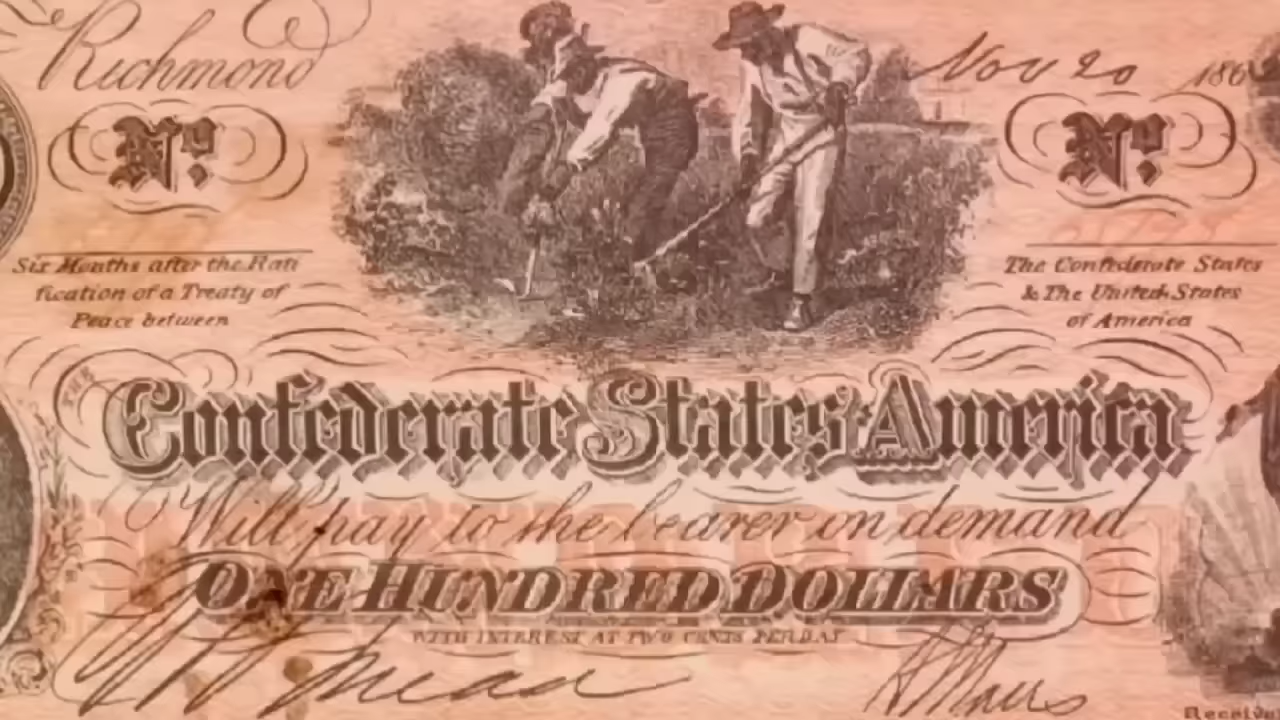 Richmond
Nov 20 186
No.
No.
Six Months after the Rati
fication of a Treaty of
Peace between
The Confederate States
& The United States
of America
THE
Confederate States America
Will pay to the bearer on demand
ONE HUNDRED DOLLARS
WITH INTEREST AT TWO CENTS PER DAY